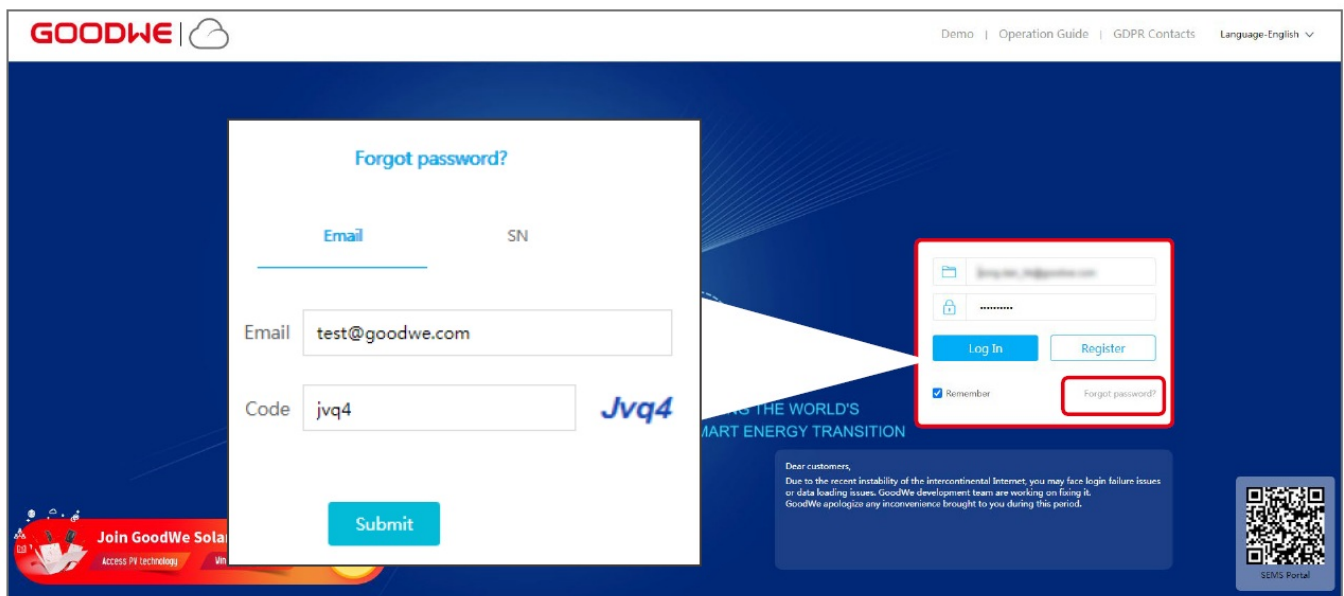 GOODWE
Demo | Operation Guide | GDPR Contacts Language-English
Forgot password?
Email SN
Email test@goodwe.com
Code jvq4 Jvq4
Submit
Log In Register
Remember Forgot password?
THE WORLD'S
MART ENERGY TRANSITION
Dear customers,
Due to the recent instability of the intercontinental Internet, you may face login failure issues
or data loading issues. GoodWe development team are working on fixing it.
GoodWe apologize any inconvenience brought to you during this period.
Join GoodWe Sola
Access PV technology
SEMS Portal